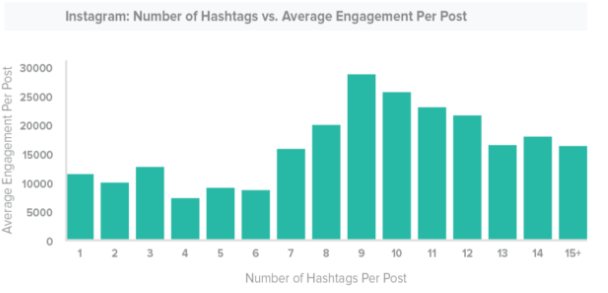 Instagram: Number of Hashtags vs. Average Engagement Per Post
Average Engagement Per Post
30000
25000
20000
15000
10000
5000
0
1 2 3 4 5 6 7 8 9 10 11 12 13 14 15+
Number of Hashtags Per Post